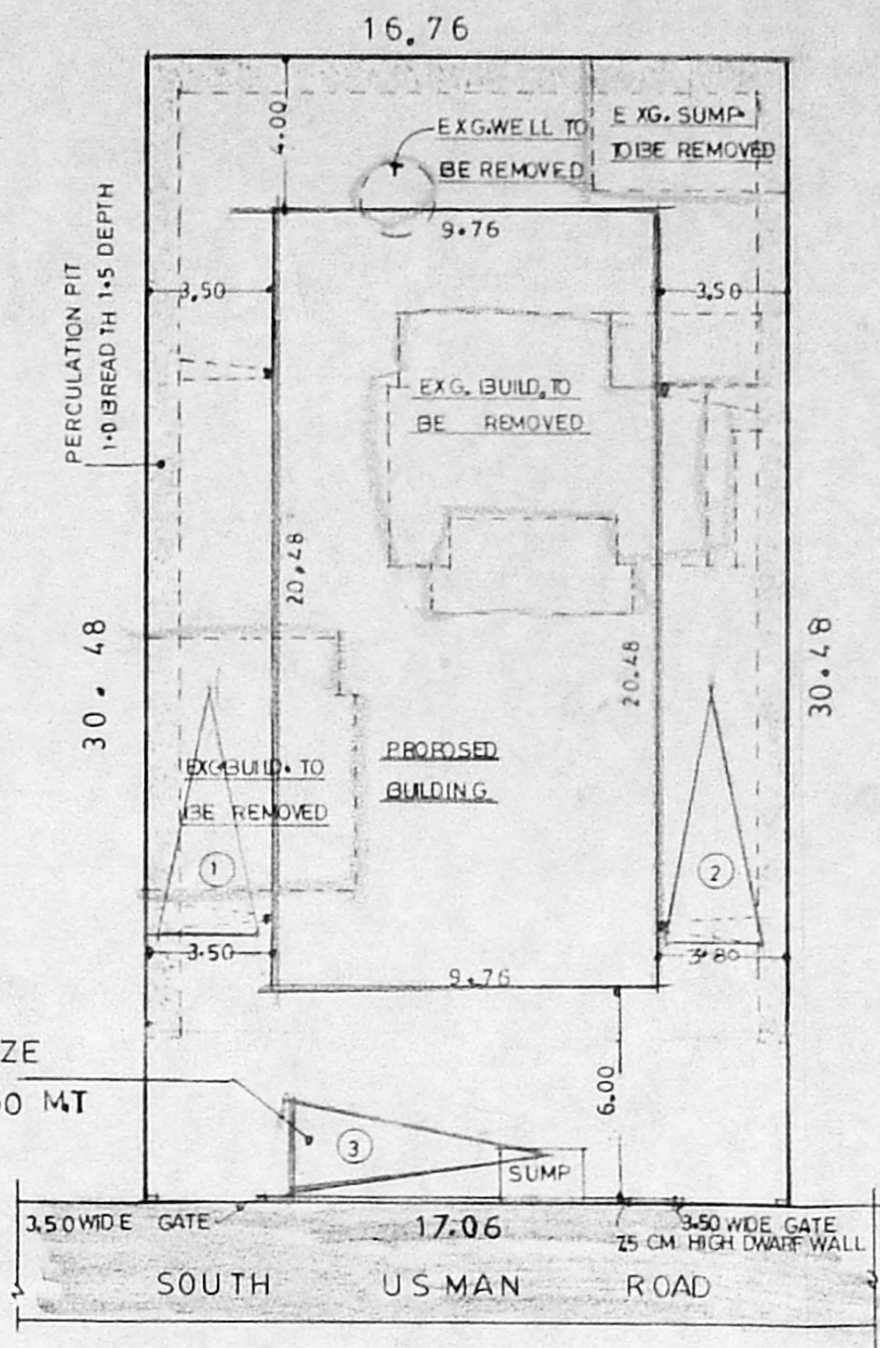 16.76
4.00
EXG.WELL TO
BE REMOVED
EXG. SUMP
TO BE REMOVED
9.76
PERCULATION PIT
1.0 BREADTH 1.5 DEPTH
3.50
3.50
EXG. BUILD. TO
BE REMOVED
20.48
20.48
30.48
30.48
EXG BUILD. TO
BE REMOVED
PROPOSED
BUILDING
1
2
3.50
3.80
9.76
ZE
00 M.T
6.00
3
SUMP
3.50 WIDE GATE
17.06
3.50 WIDE GATE
75 CM HIGH DWARF WALL
SOUTH USMAN ROAD